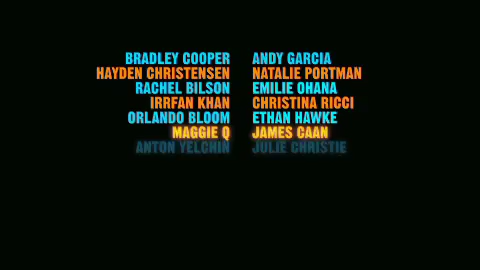 BRADLEY COOPER ANDY GARCIA
HAYDEN CHRISTENSEN NATALIE PORTMAN
RACHEL BILSON EMILIE OHANA
IRRFAN KHAN CHRISTINA RICCI
ORLANDO BLOOM ETHAN HAWKE
MAGGIE Q JAMES CAAN
ANTON YELCHIN JULIE CHRISTIE